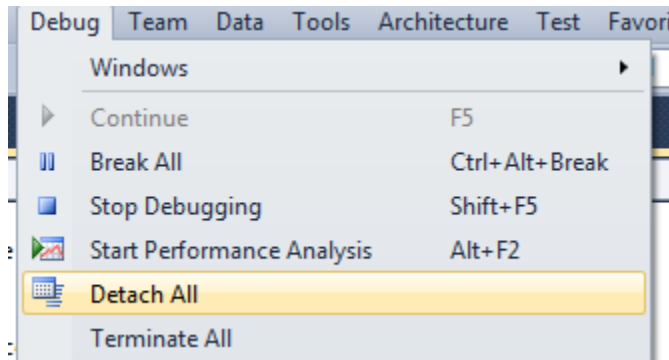 Debug Team Data Tools Architecture Test Favori
Windows
Continue F5
Break All Ctrl+Alt+Break
Stop Debugging Shift+F5
Start Performance Analysis Alt+F2
Detach All
Terminate All